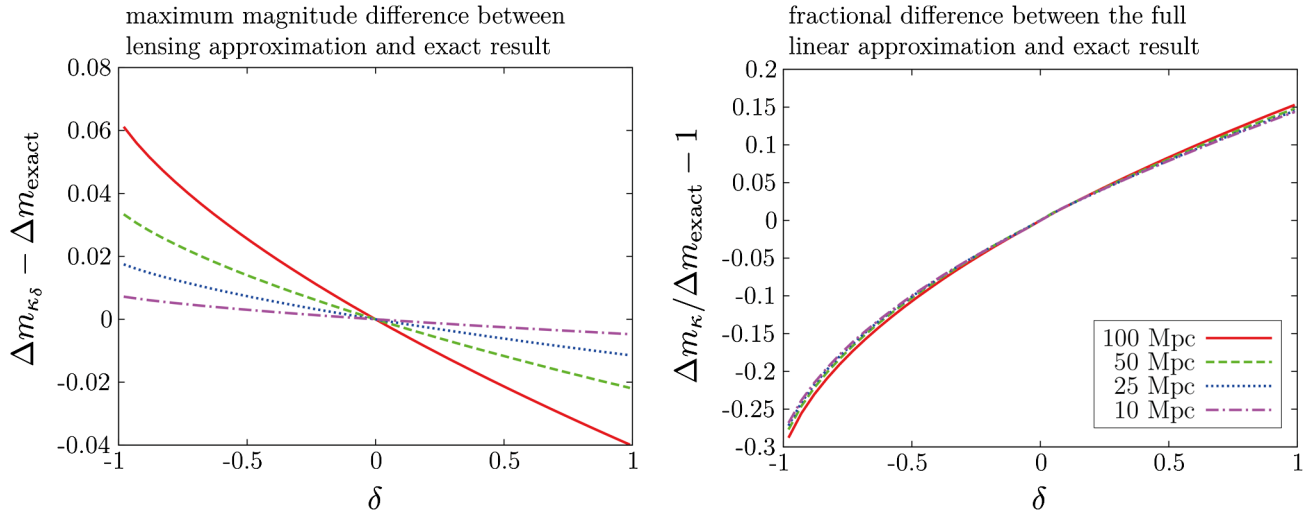 maximum magnitude difference between
lensing approximation and exact result
0.08
0.06
0.04
0.02
0
-0.02
-0.04
-1
-0.5
0
0.5
1
Δm_{κ_δ} − Δm_{exact}
δ
fractional difference between the full
linear approximation and exact result
0.2
0.15
0.1
0.05
0
-0.05
-0.1
-0.15
-0.2
-0.25
-0.3
-1
-0.5
0
0.5
1
Δm_κ/Δm_{exact} − 1
δ
100 Mpc
50 Mpc
25 Mpc
10 Mpc